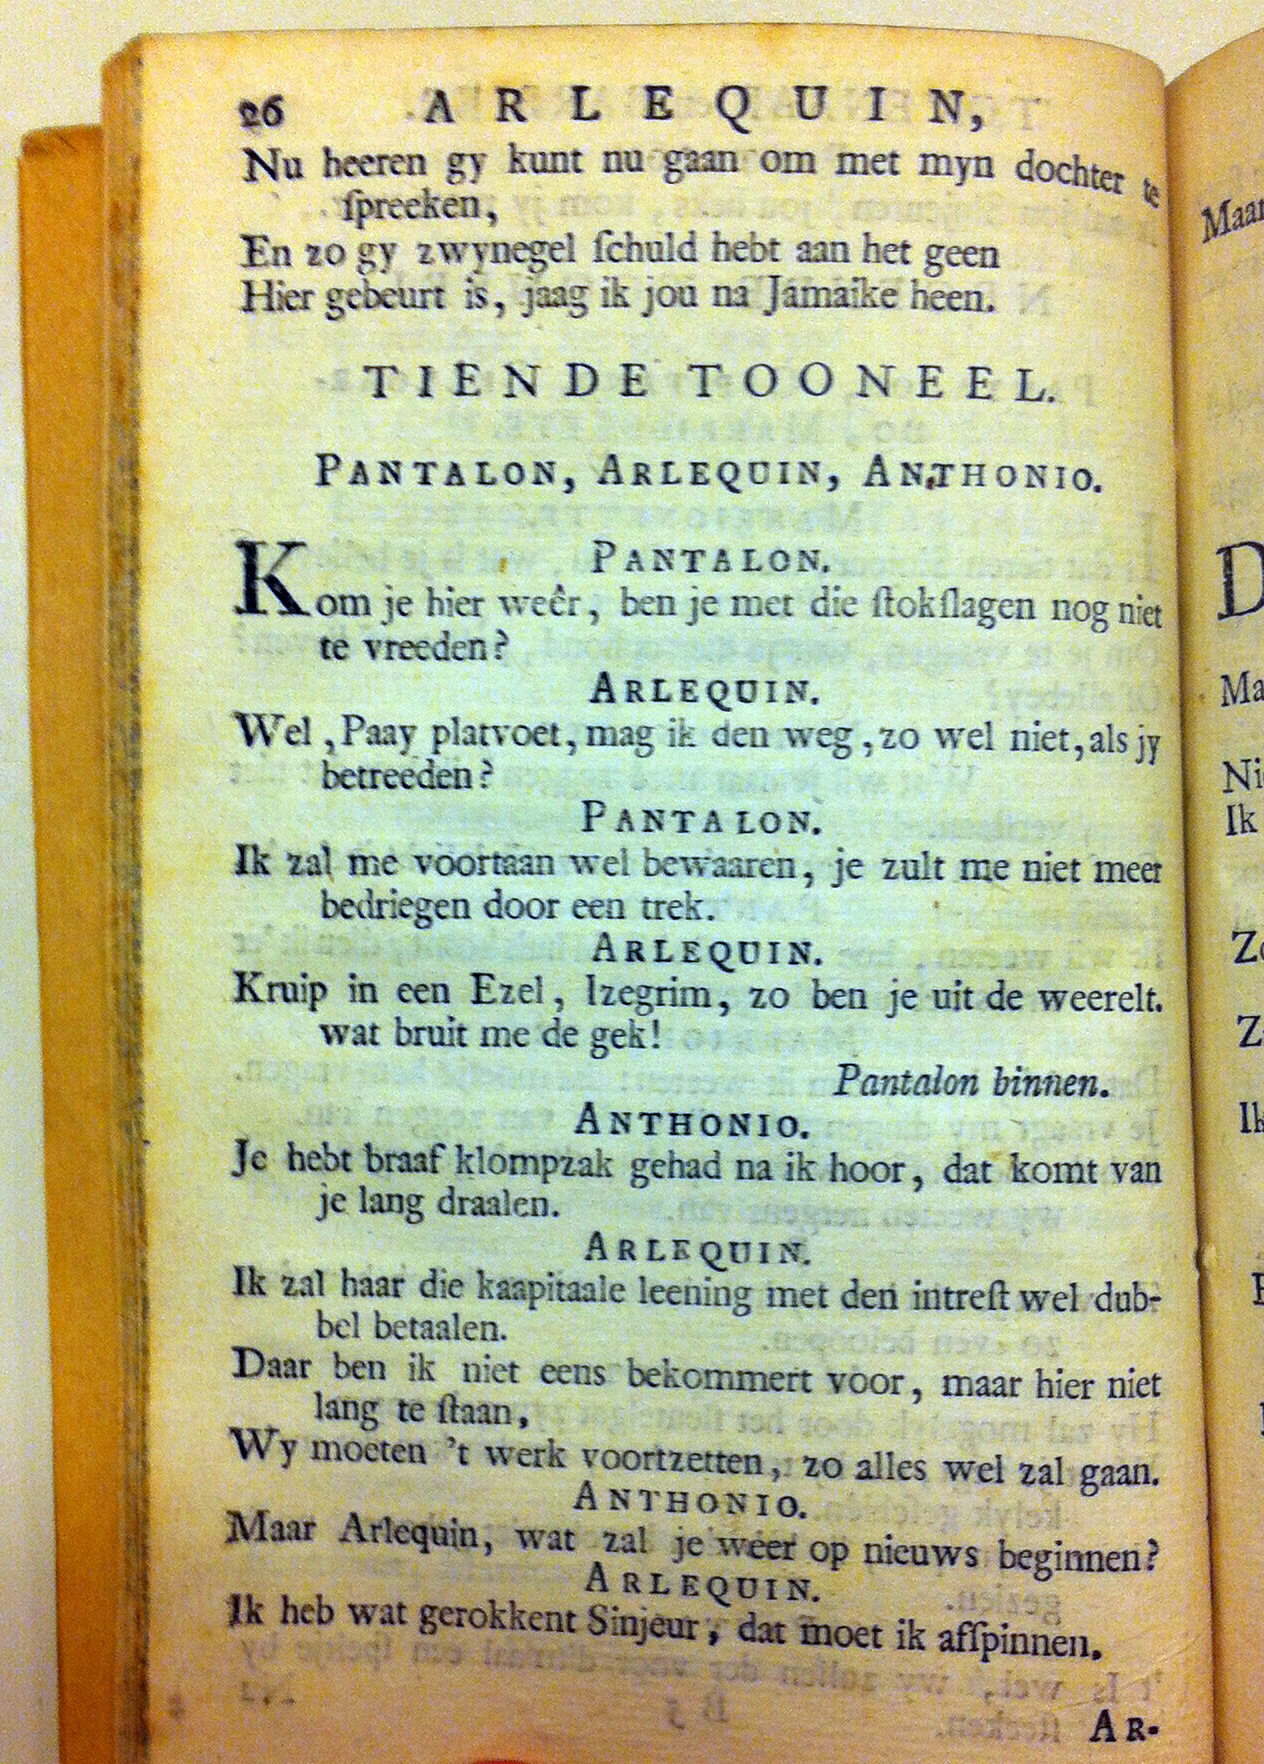 26 ARLEQUIN,
Nu heeren gy kunt nu gaan om met myn dochter te
ſpreeken,
En zo gy zwynegel ſchuld hebt aan het geen
Hier gebeurt is, jaag ik jou na Jamaike heen.
TIENDE TOONEEL.
PANTALON, ARLEQUIN, ANTHONIO.
PANTALON.
Kom je hier weêr, ben je met die ſtokſlagen nog niet
te vreeden?
ARLEQUIN.
Wel, Paay platvoet, mag ik den weg, zo wel niet, als jy
betreeden?
PANTALON.
Ik zal me voortaan wel bewaaren, je zult me niet meer
bedriegen door een trek.
ARLEQUIN.
Kruip in een Ezel, Izegrim, zo ben je uit de weerelt.
wat bruit me de gek!
Pantalon binnen.
ANTHONIO.
Je hebt braaf klompzak gehad na ik hoor, dat komt van
je lang draalen.
ARLEQUIN.
Ik zal haar die kaapitaale leening met den intreſt wel dub-
bel betaalen.
Daar ben ik niet eens bekommert voor, maar hier niet
lang te ſtaan,
Wy moeten 't werk voortzetten, zo alles wel zal gaan.
ANTHONIO.
Maar Arlequin, wat zal je weer op nieuws beginnen?
ARLEQUIN.
Ik heb wat gerokkent Sinjeur, dat moet ik afſpinnen.
AR-
Maar
D
Ma
Ni
Ik
Zo
Z
Ik